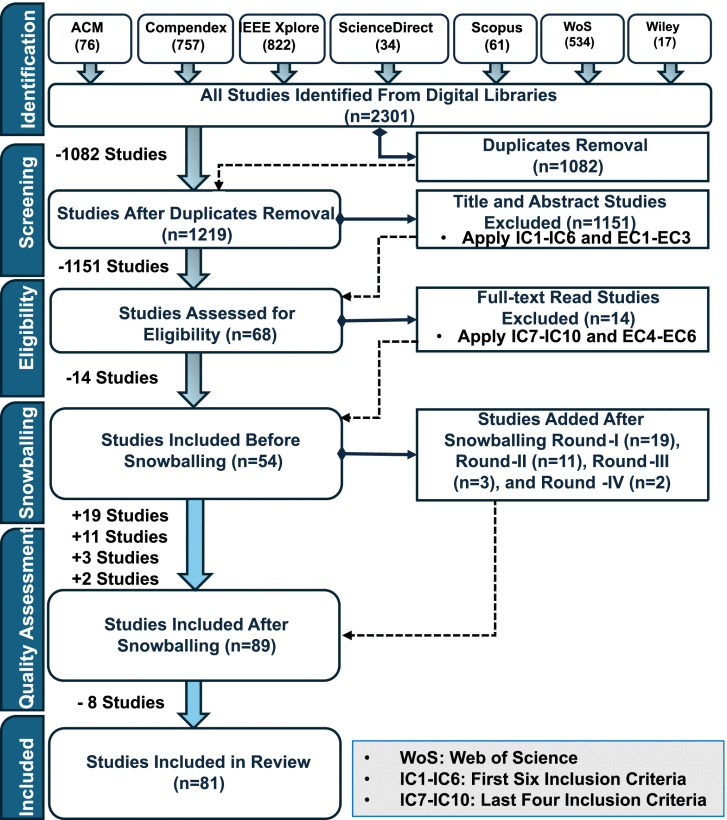 ACM
(76)
Compendex
(757)
IEEE Xplore
(822)
ScienceDirect
(34)
Scopus
(61)
WoS
(534)
Wiley
(17)
Identification
All Studies Identified From Digital Libraries
(n=2301)
-1082 Studies
Duplicates Removal
(n=1082)
Screening
Studies After Duplicates Removal
(n=1219)
Title and Abstract Studies
Excluded (n=1151)
• Apply IC1-IC6 and EC1-EC3
-1151 Studies
Eligibility
Studies Assessed for
Eligibility (n=68)
Full-text Read Studies
Excluded (n=14)
• Apply IC7-IC10 and EC4-EC6
-14 Studies
Snowballing
Studies Included Before
Snowballing (n=54)
Studies Added After
Snowballing Round-I (n=19),
Round-II (n=11), Round-III
(n=3), and Round -IV (n=2)
+19 Studies
+11 Studies
+3 Studies
+2 Studies
Quality Assessment
Studies Included After
Snowballing (n=89)
- 8 Studies
Included
Studies Included in Review
(n=81)
• WoS: Web of Science
• IC1-IC6: First Six Inclusion Criteria
• IC7-IC10: Last Four Inclusion Criteria